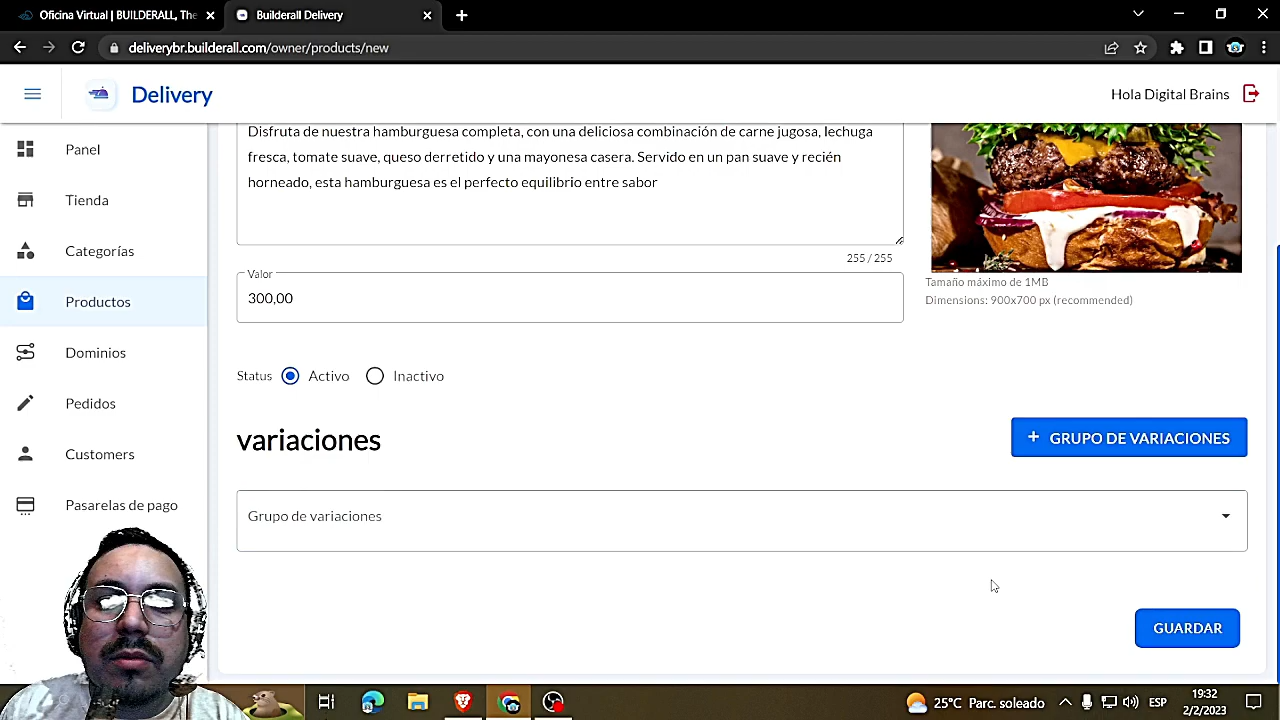 Oficina Virtual | BUILDERALL, The
Builderall Delivery
deliverybr.builderall.com/owner/products/new
Delivery
Hola Digital Brains
Panel
Tienda
Categorías
Productos
Dominios
Pedidos
Customers
Pasarelas de pago
Disfruta de nuestra hamburguesa completa, con una deliciosa combinación de carne jugosa, lechuga
fresca, tomate suave, queso derretido y una mayonesa casera. Servido en un pan suave y recién
horneado, esta hamburguesa es el perfecto equilibrio entre sabor
255 / 255
Valor
300,00
Tamaño máximo de 1MB
Dimensions: 900x700 px (recommended)
Status Activo Inactivo
variaciones
+ GRUPO DE VARIACIONES
Grupo de variaciones
GUARDAR
25°C Parc. soleado
ESP
19:32
2/2/2023